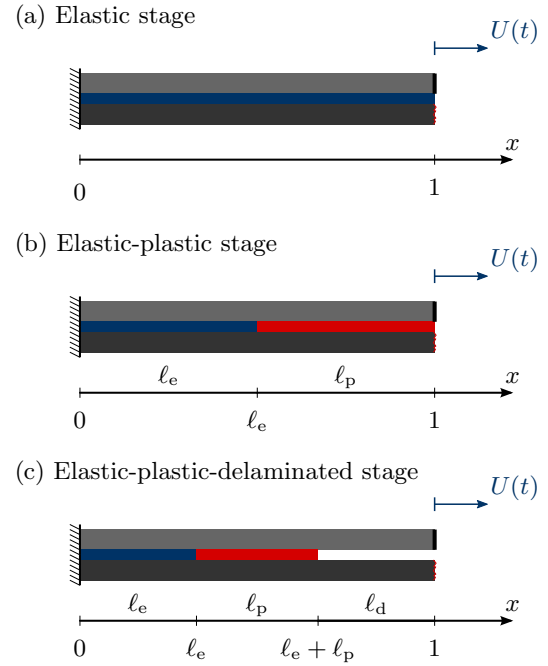 (a) Elastic stage
U(t)
x
0 1
(b) Elastic-plastic stage
U(t)
ℓₑ ℓₚ x
0 ℓₑ 1
(c) Elastic-plastic-delaminated stage
U(t)
ℓₑ ℓₚ ℓ_d x
0 ℓₑ ℓₑ + ℓₚ 1